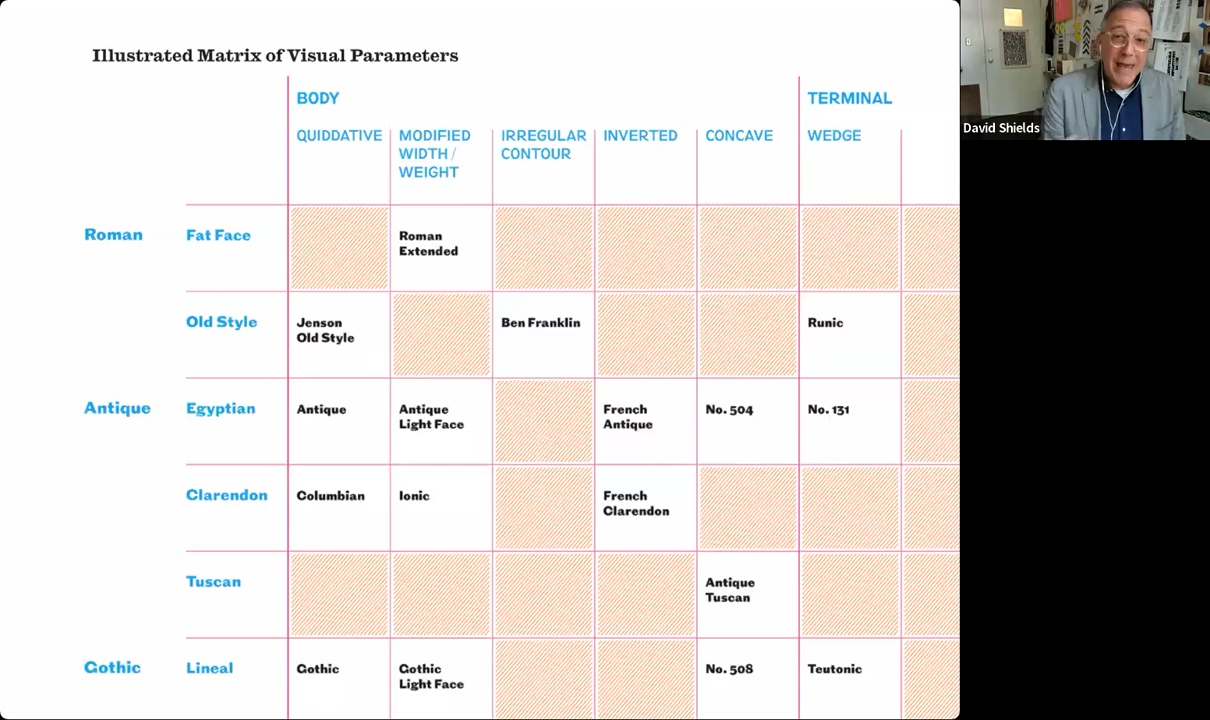 Illustrated Matrix of Visual Parameters
BODY
TERMINAL
QUIDDATIVE
MODIFIED
WIDTH /
WEIGHT
IRREGULAR
CONTOUR
INVERTED
CONCAVE
WEDGE
Roman
Fat Face
Roman
Extended
Old Style
Jenson
Old Style
Ben Franklin
Runic
Antique
Egyptian
Antique
Antique
Light Face
French
Antique
No. 504
No. 131
Clarendon
Columbian
Ionic
French
Clarendon
Tuscan
Antique
Tuscan
Gothic
Lineal
Gothic
Gothic
Light Face
No. 508
Teutonic
David Shields